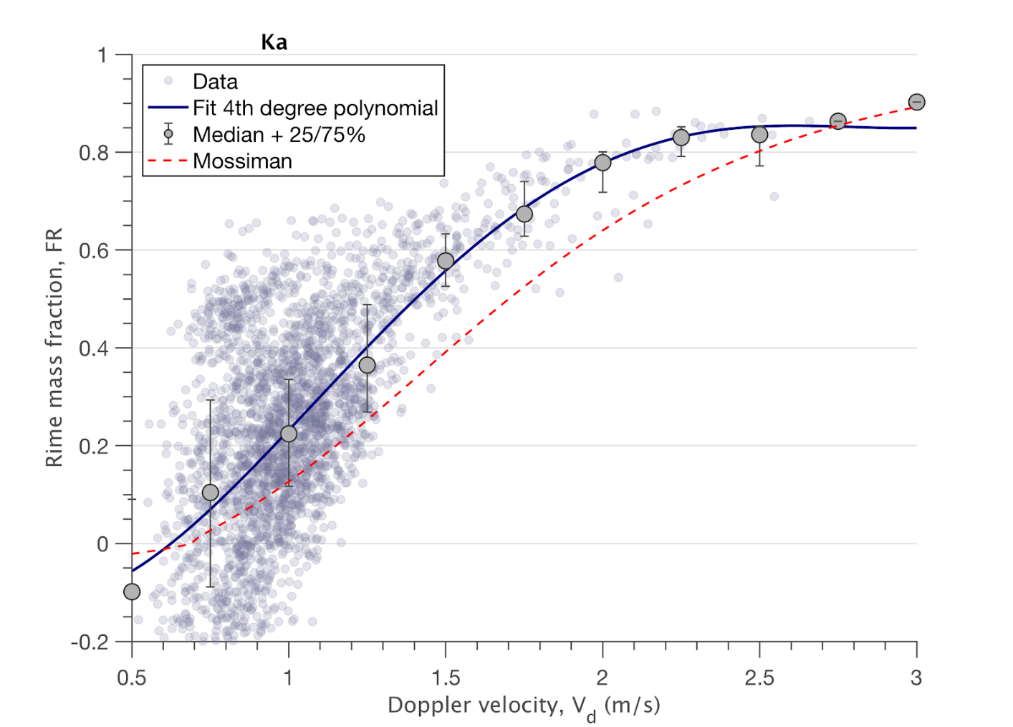 Ka
Data
Fit 4th degree polynomial
Median + 25/75%
Mossiman
1
0.8
0.6
0.4
0.2
0
-0.2
Rime mass fraction, FR
0.5
1
1.5
2
2.5
3
Doppler velocity, V_d (m/s)